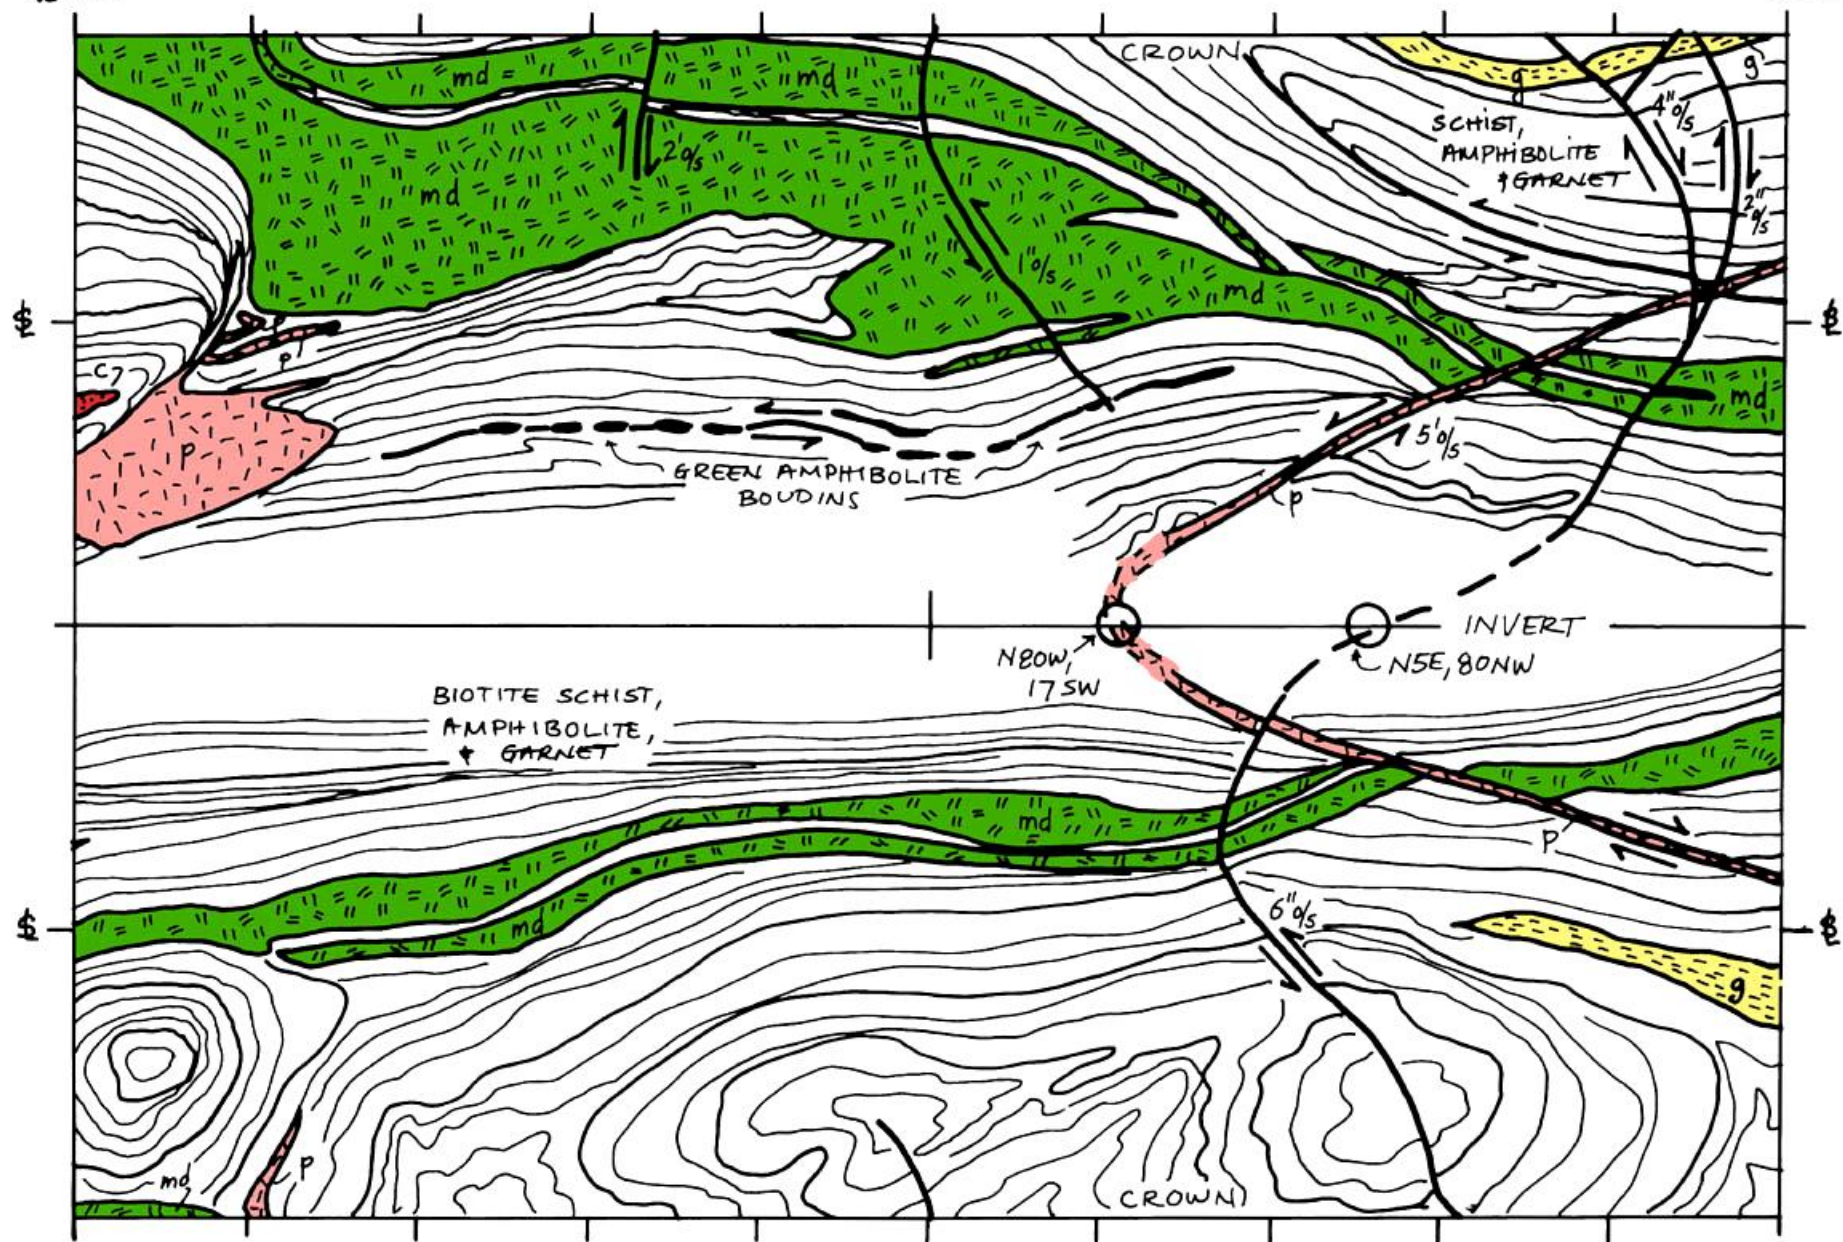 CROWN
md
md
g
g
4" o/s
SCHIST,
AMPHIBOLITE
& GARNET
2' o/s
md
2" o/s
1" o/s
md
p
p
C
md
p
5' o/s
GREEN AMPHIBOLITE
BOUDINS
p
INVERT
N80W,
17SW
N5E, 80NW
BIOTITE SCHIST,
AMPHIBOLITE,
& GARNET
md
p
md
6" o/s
g
md
p
(CROWN)